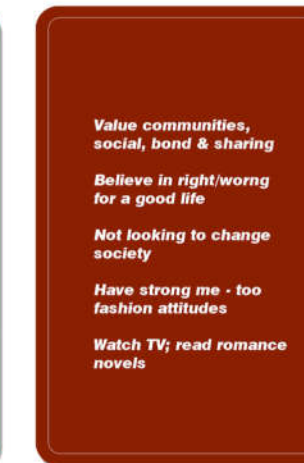 Value communities,
social, bond & sharing
Believe in right/worng
for a good life
Not looking to change
society
Have strong me - too
fashion attitudes
Watch TV; read romance
novels